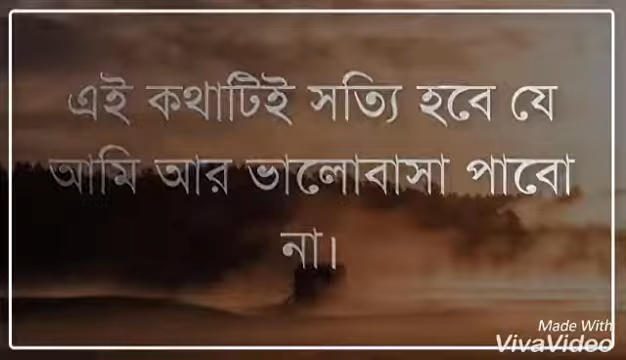 এই কথাটিই সত্যি হবে যে
আমি আর ভালোবাসা পাবো
না।
Made With
VivaVideo